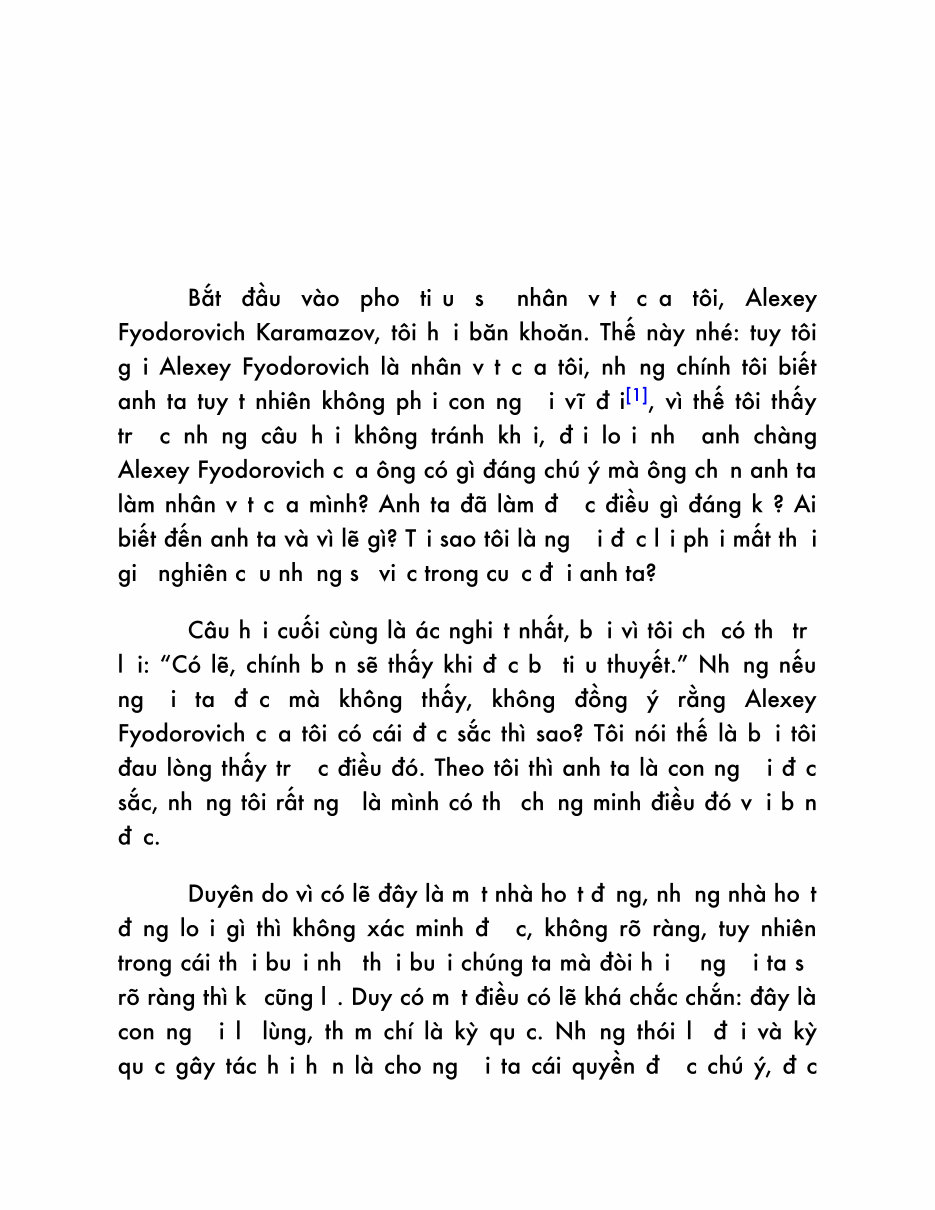 Bắt đầu vào pho ti u s nhân v t c a tôi, Alexey
Fyodorovich Karamazov, tôi h i băn khoăn. Thế này nhé: tuy tôi
g i Alexey Fyodorovich là nhân v t c a tôi, nh ng chính tôi biết
anh ta tuy t nhiên không ph i con ng i vĩ đ i[1], vì thế tôi thấy
tr c nh ng câu h i không tránh kh i, đ i lo i nh anh chàng
Alexey Fyodorovich c a ông có gì đáng chú ý mà ông ch n anh ta
làm nhân v t c a mình? Anh ta đã làm đ c điều gì đáng k ? Ai
biết đến anh ta và vì lẽ gì? T i sao tôi là ng i đ c l i ph i mất th i
gi nghiên c u nh ng s vi c trong cu c đ i anh ta?
Câu h i cuối cùng là ác nghi t nhất, b i vì tôi ch có th tr
l i: “Có lẽ, chính b n sẽ thấy khi đ c b ti u thuyết.” Nh ng nếu
ng i ta đ c mà không thấy, không đồng ý rằng Alexey
Fyodorovich c a tôi có cái đ c sắc thì sao? Tôi nói thế là b i tôi
đau lòng thấy tr c điều đó. Theo tôi thì anh ta là con ng i đ c
sắc, nh ng tôi rất ng là mình có th ch ng minh điều đó v i b n
đ c.
Duyên do vì có lẽ đây là m t nhà ho t đ ng, nh ng nhà ho t
đ ng lo i gì thì không xác minh đ c, không rõ ràng, tuy nhiên
trong cái th i bu i nh th i bu i chúng ta mà đòi h i ng i ta s
rõ ràng thì k cũng l . Duy có m t điều có lẽ khá chắc chắn: đây là
con ng i l lùng, th m chí là kỳ qu c. Nh ng thói l đ i và kỳ
qu c gây tác h i h n là cho ng i ta cái quyền đ c chú ý, đ c